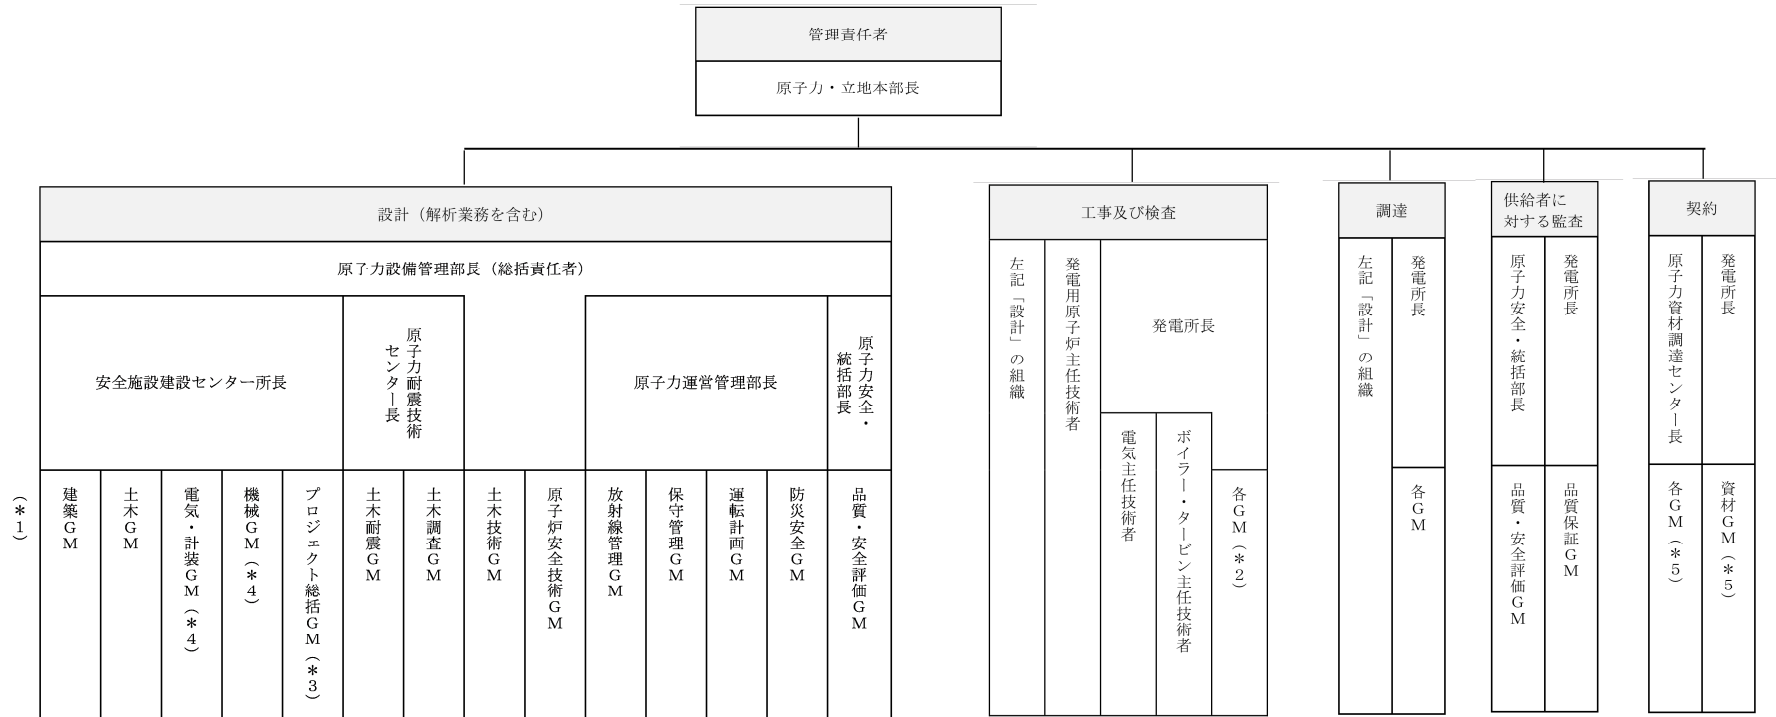 管理責任者
原子力・立地本部長
設計（解析業務を含む）
原子力設備管理部長（総括責任者）
安全施設建設センター所長
原子力耐震技術
センター長
原子力運営管理部長
原子力安全・
統括部長
（＊１）
建築ＧＭ
土木ＧＭ
電気・計装ＧＭ（＊４）
機械ＧＭ（＊４）
プロジェクト総括ＧＭ（＊３）
土木耐震ＧＭ
土木調査ＧＭ
土木技術ＧＭ
原子炉安全技術ＧＭ
放射線管理ＧＭ
保守管理ＧＭ
運転計画ＧＭ
防災安全ＧＭ
品質・安全評価ＧＭ
工事及び検査
左記「設計」の組織
発電用原子炉主任技術者
発電所長
電気主任技術者
ボイラー・タービン主任技術者
各ＧＭ（＊２）
調達
左記「設計」の組織
発電所長
各ＧＭ
供給者に
対する監査
原子力安全・統括部長
発電所長
品質・安全評価ＧＭ
品質保証ＧＭ
契約
原子力資材調達センター長
発電所長
各ＧＭ（＊５）
資材ＧＭ（＊５）